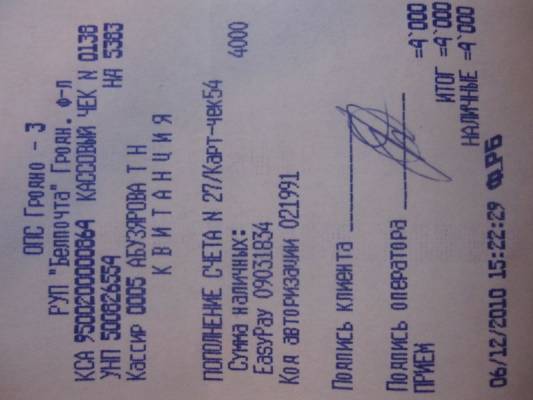 ОПС Гродно - 3
РУП "Белпочта" Гродн. ф-л
КСА 950020000864 КАССОВЫЙ ЧЕК N 0138
УНП 500826554 НА 5383
Кассир 0005 АБУЗЯРОВА Т Н
К В И Т А Н Ц И Я
ПОПОЛНЕНИЕ СЧЕТА N 27/Карт-чек54
Сумма наличных: 4000
EasyPay 09031834
Код авторизации 021991
Подпись клиента
Подпись оператора
ПРИЕМ =4`000
ИТОГ =4`000
НАЛИЧНЫЕ =4`000
06/12/2010 15:22:29 ФРБ